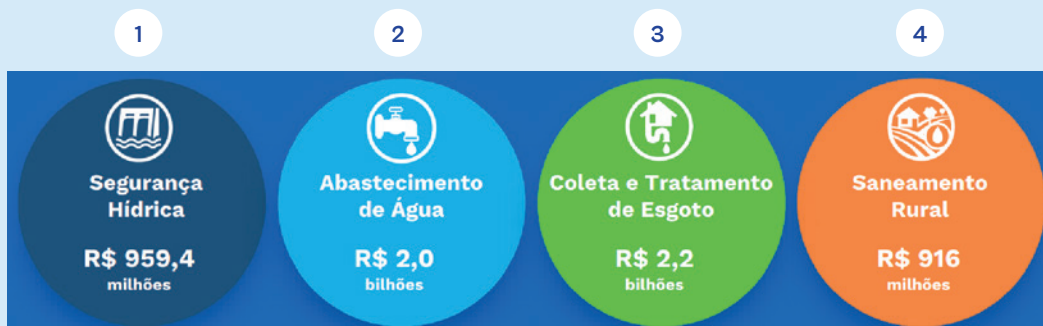 1
2
3
4
Segurança
Hídrica
R$ 959,4
milhões
Abastecimento
de Água
R$ 2,0
bilhões
Coleta e Tratamento
de Esgoto
R$ 2,2
bilhões
Saneamento
Rural
R$ 916
milhões